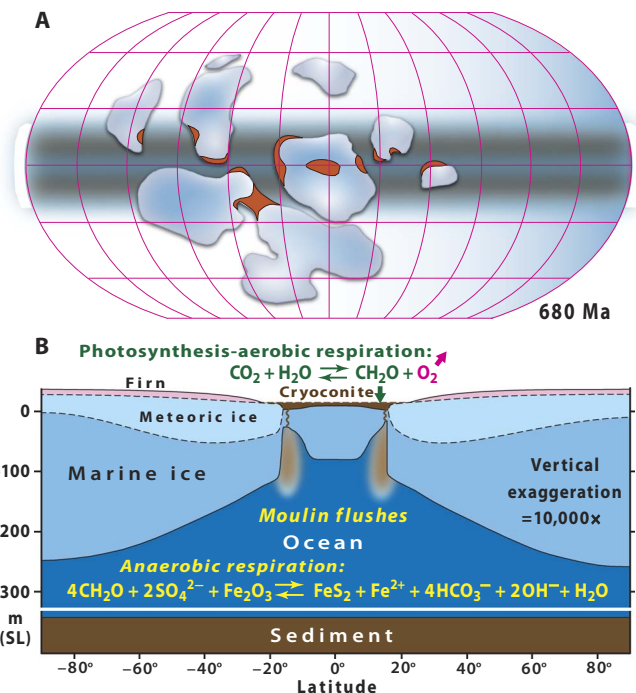 A
680 Ma
B
Photosynthesis-aerobic respiration:
CO₂ + H₂O ⇌ CH₂O + O₂
Firn
Cryoconite
0
Meteoric ice
Marine ice
100
Vertical
exaggeration
=10,000×
Moulin flushes
200
Ocean
Anaerobic respiration:
4CH₂O + 2SO₄²⁻ + Fe₂O₃ ⇌ FeS₂ + Fe²⁺ + 4HCO₃⁻ + 2OH⁻ + H₂O
300
m
(SL)
Sediment
−80° −60° −40° −20° 0° 20° 40° 60° 80°
Latitude